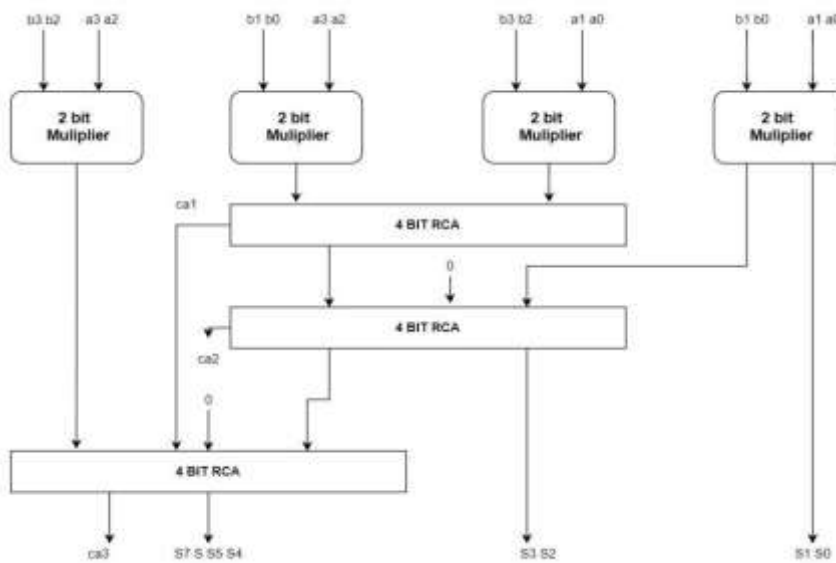 b3 b2 a3 a2 b1 b0 a3 a2 b3 b2 a1 a0 b1 b0 a1 a0
2 bit 2 bit 2 bit 2 bit
Muliplier Muliplier Muliplier Muliplier
ca1
4 BIT RCA
0
4 BIT RCA
ca2
0
4 BIT RCA
ca3 S7 S S5 S4 S3 S2 S1 S0